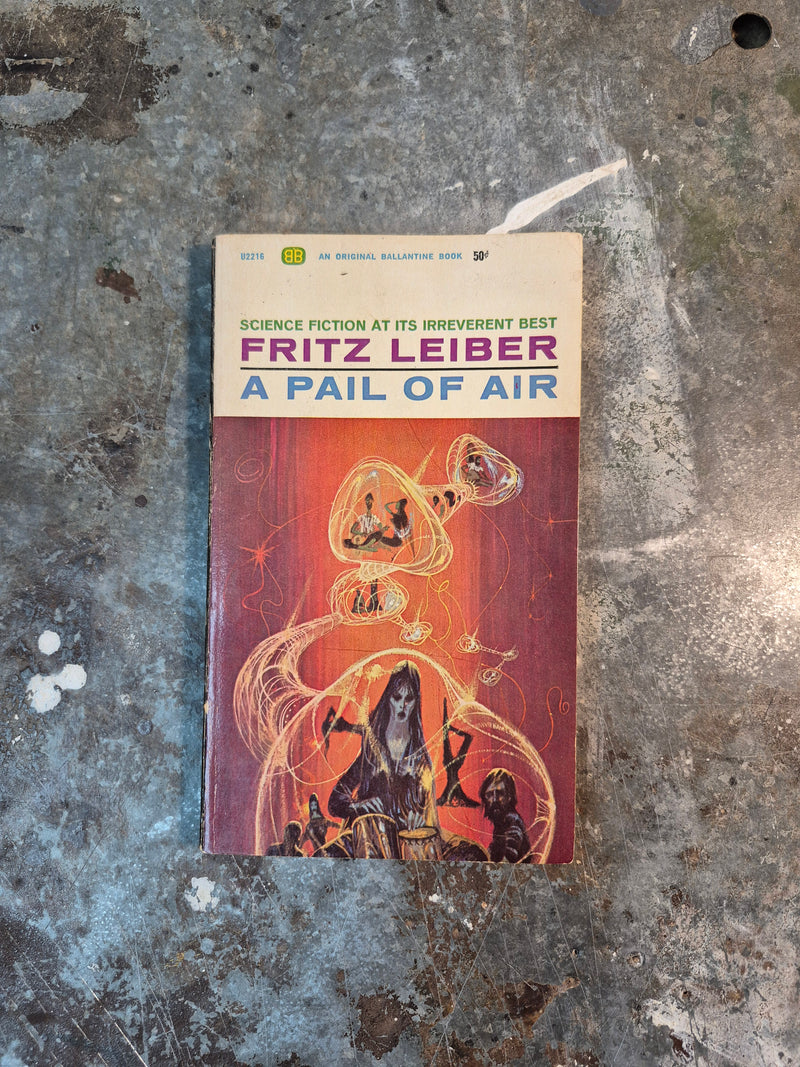 U2216 BB AN ORIGINAL BALLANTINE BOOK 50¢
SCIENCE FICTION AT ITS IRREVERENT BEST
FRITZ LEIBER
A PAIL OF AIR